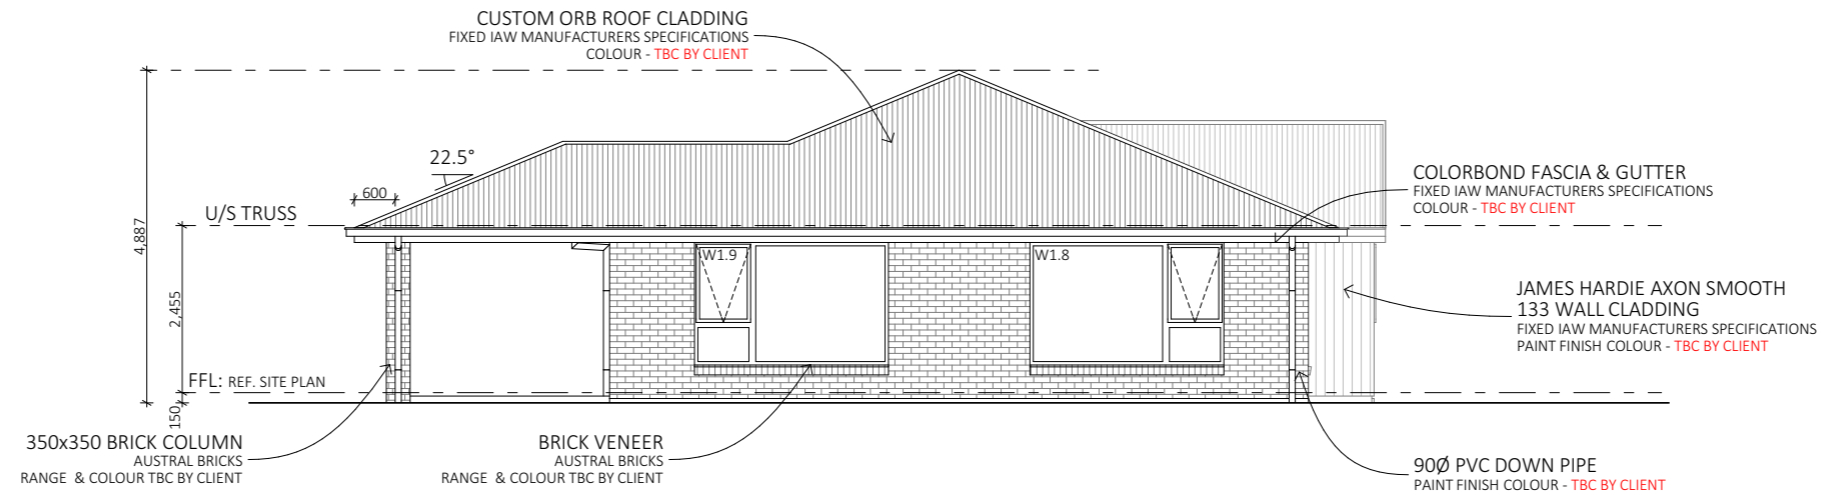 CUSTOM ORB ROOF CLADDING
FIXED IAW MANUFACTURERS SPECIFICATIONS
COLOUR - TBC BY CLIENT
22.5°
600
U/S TRUSS
4,887
2,455
150
FFL: REF. SITE PLAN
W1.9
W1.8
COLORBOND FASCIA & GUTTER
FIXED IAW MANUFACTURERS SPECIFICATIONS
COLOUR - TBC BY CLIENT
JAMES HARDIE AXON SMOOTH
133 WALL CLADDING
FIXED IAW MANUFACTURERS SPECIFICATIONS
PAINT FINISH COLOUR - TBC BY CLIENT
350x350 BRICK COLUMN
AUSTRAL BRICKS
RANGE & COLOUR TBC BY CLIENT
BRICK VENEER
AUSTRAL BRICKS
RANGE & COLOUR TBC BY CLIENT
90Ø PVC DOWN PIPE
PAINT FINISH COLOUR - TBC BY CLIENT